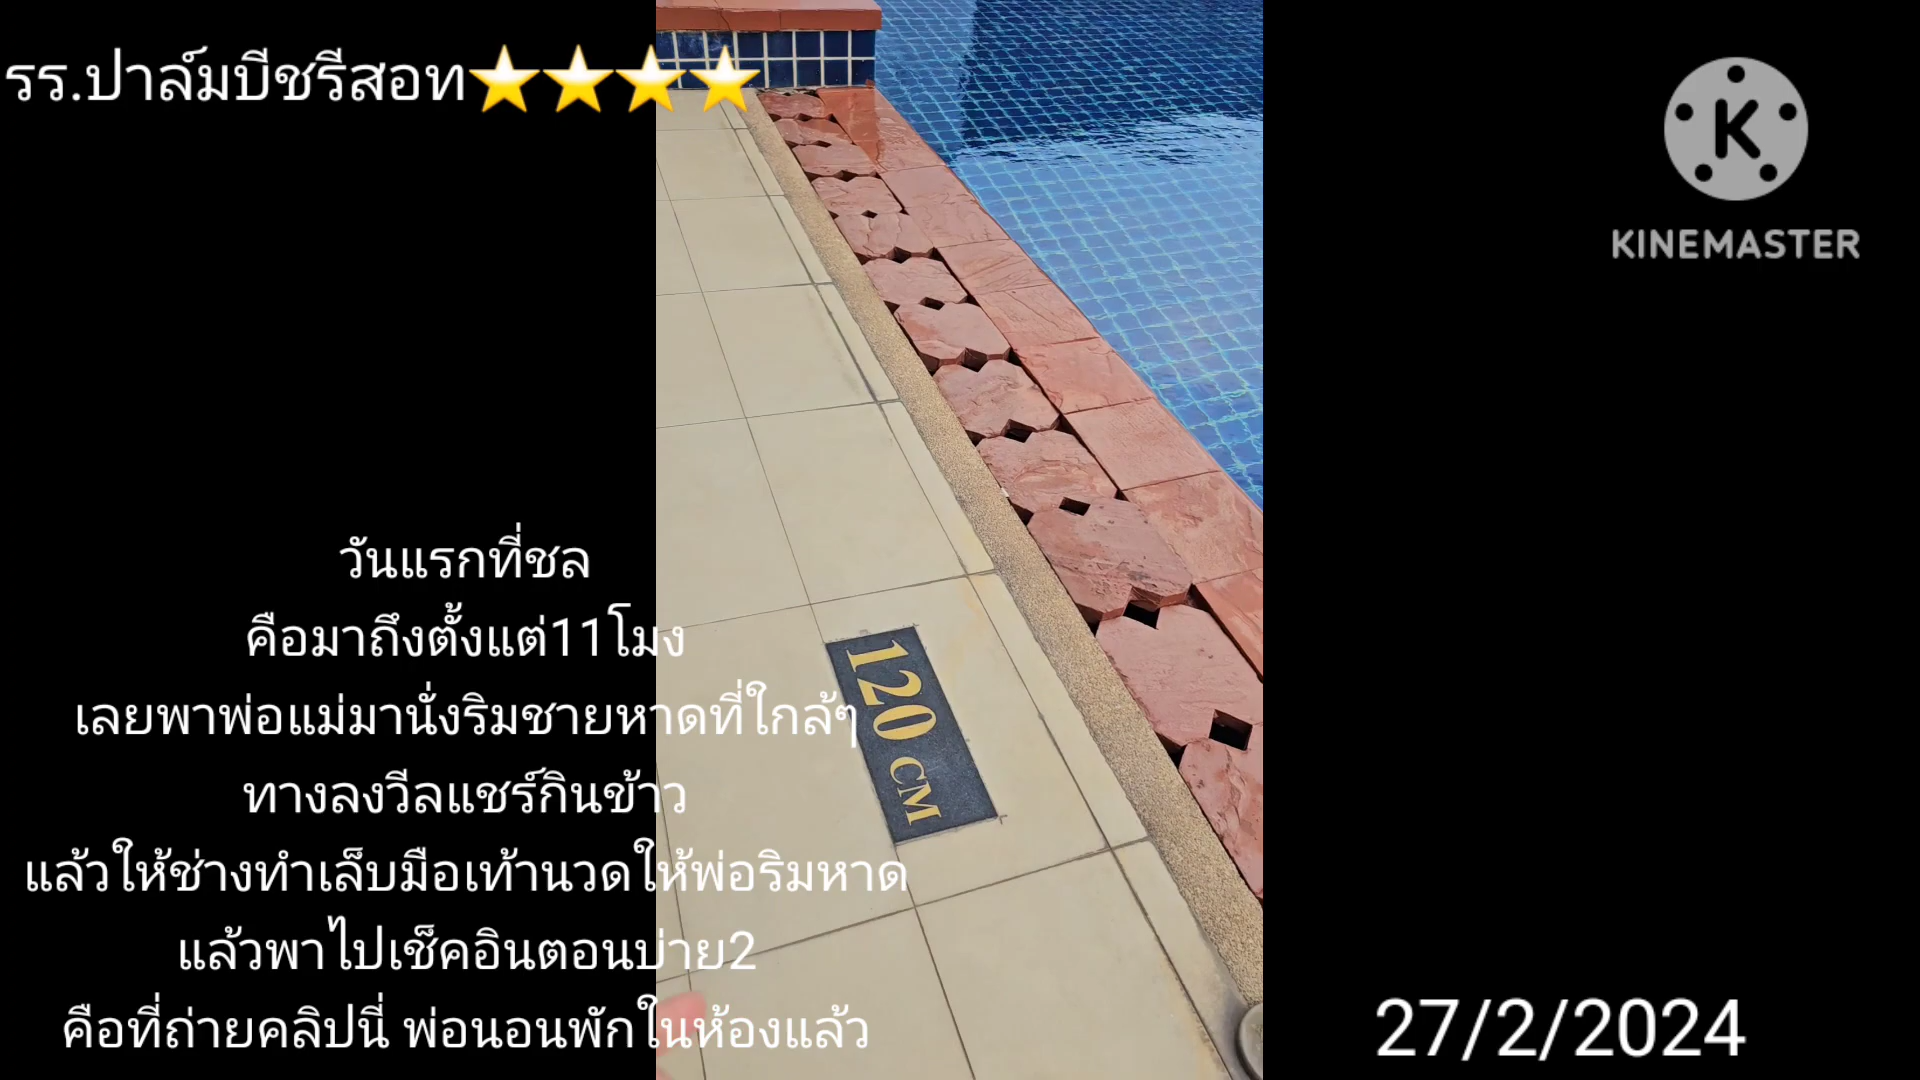 รร.ปาล์มบีชรีสอท⭐⭐⭐⭐
KINEMASTER
วันแรกที่ชล
คือมาถึงตั้งแต่11โมง
เลยพาพ่อแม่มานั่งริมชายหาดที่ใกล้ๆ
ทางลงวีลแชร์กินข้าว
แล้วให้ช่างทำเล็บมือเท้านวดให้พ่อริมหาด
แล้วพาไปเช็คอินตอนบ่าย2
คือที่ถ่ายคลิปนี่ พ่อนอนพักในห้องแล้ว
120 CM
27/2/2024